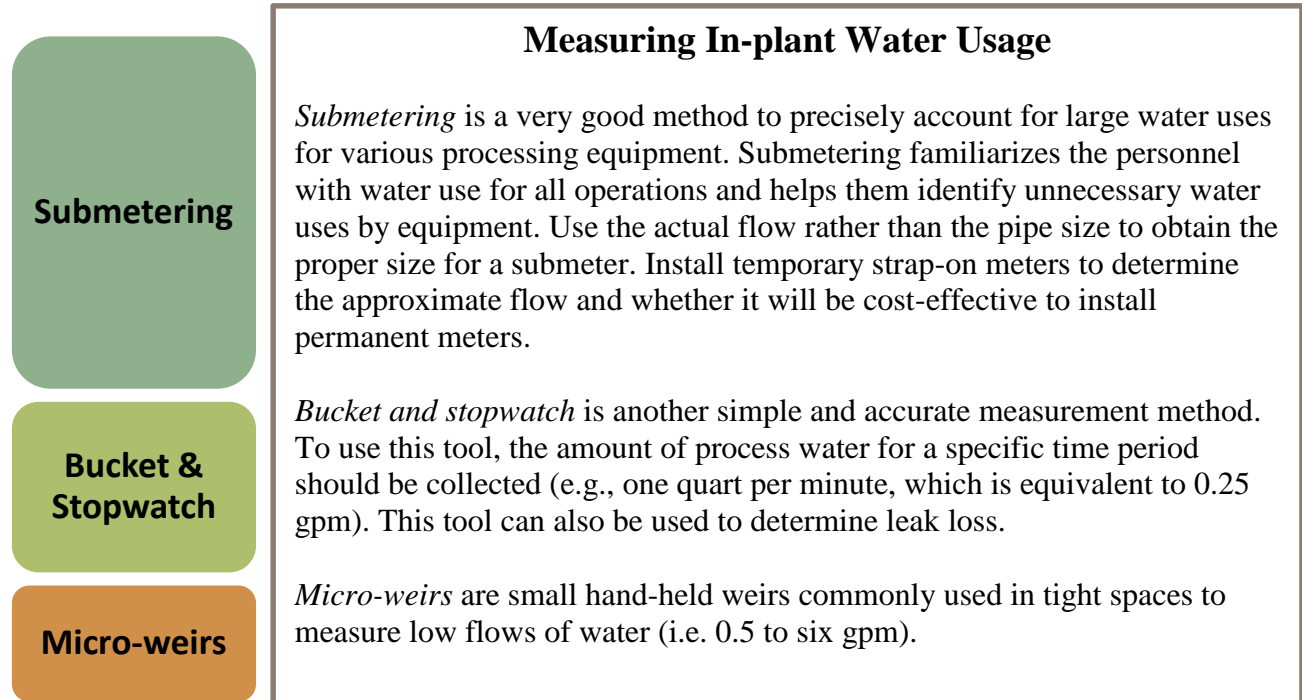 Measuring In-plant Water Usage
Submetering
Submetering is a very good method to precisely account for large water uses
for various processing equipment. Submetering familiarizes the personnel
with water use for all operations and helps them identify unnecessary water
uses by equipment. Use the actual flow rather than the pipe size to obtain the
proper size for a submeter. Install temporary strap-on meters to determine
the approximate flow and whether it will be cost-effective to install
permanent meters.
Bucket &
Stopwatch
Bucket and stopwatch is another simple and accurate measurement method.
To use this tool, the amount of process water for a specific time period
should be collected (e.g., one quart per minute, which is equivalent to 0.25
gpm). This tool can also be used to determine leak loss.
Micro-weirs
Micro-weirs are small hand-held weirs commonly used in tight spaces to
measure low flows of water (i.e. 0.5 to six gpm).